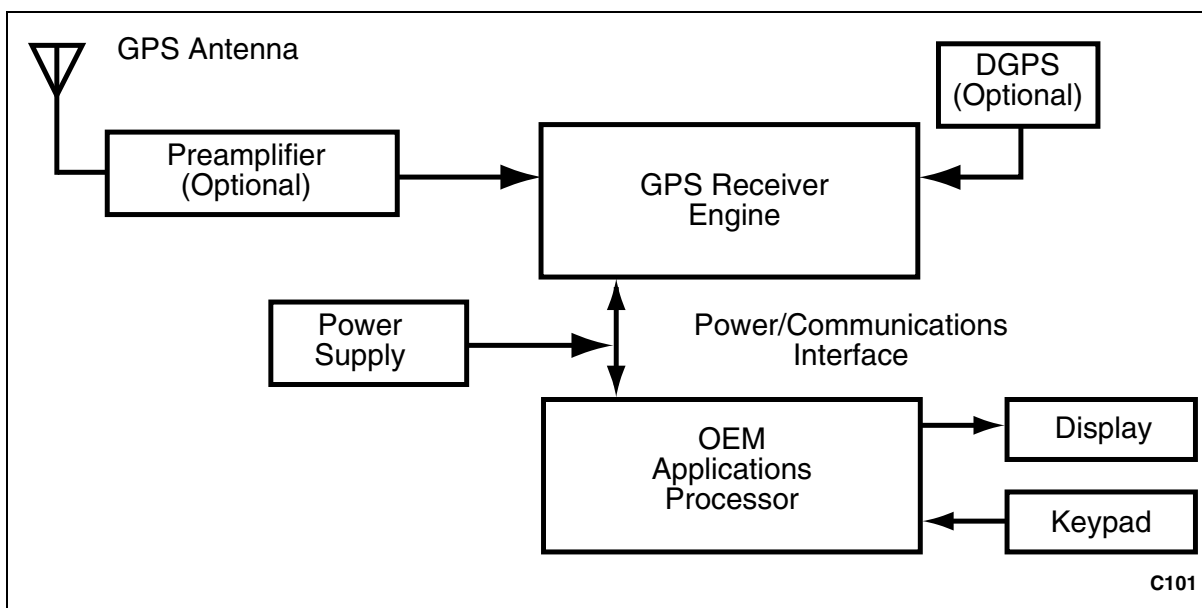 GPS Antenna
DGPS
(Optional)
Preamplifier
(Optional)
GPS Receiver
Engine
Power
Supply
Power/Communications
Interface
OEM
Applications
Processor
Display
Keypad
C101